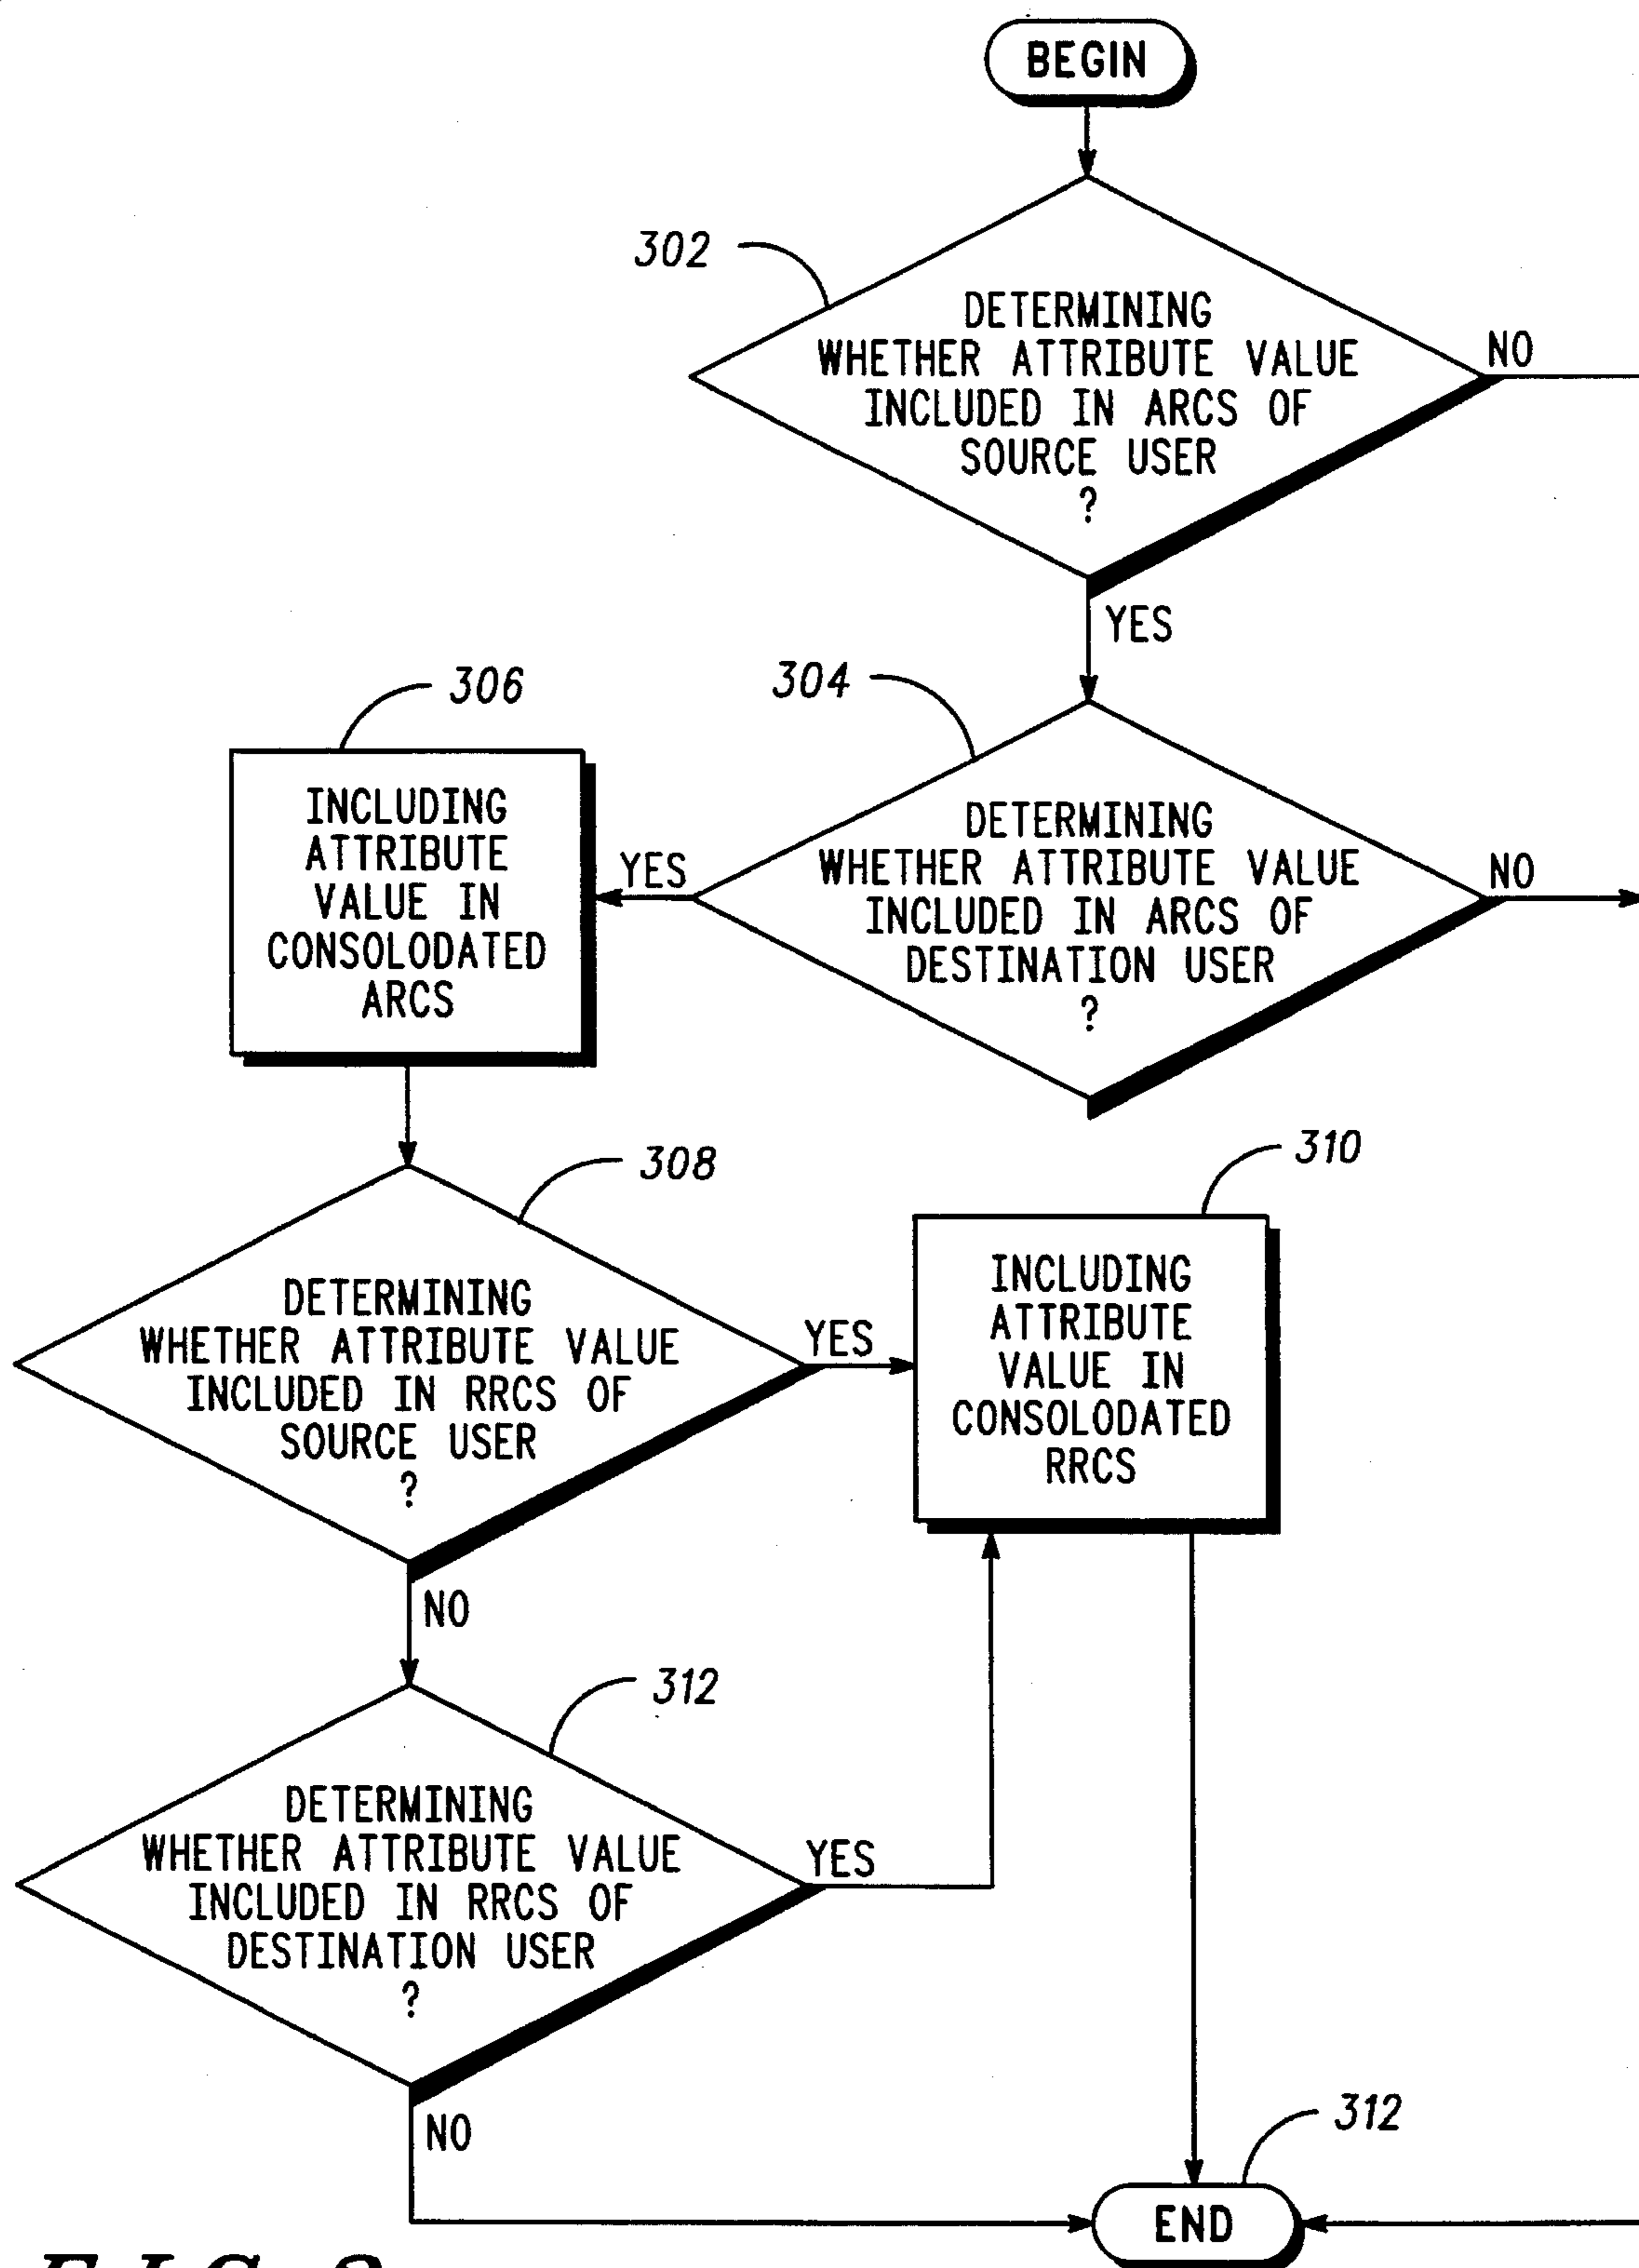 BEGIN
302
DETERMINING
WHETHER ATTRIBUTE VALUE
INCLUDED IN ARCS OF
SOURCE USER
?
NO
YES
304
DETERMINING
WHETHER ATTRIBUTE VALUE
INCLUDED IN ARCS OF
DESTINATION USER
?
NO
YES
306
INCLUDING
ATTRIBUTE
VALUE IN
CONSOLODATED
ARCS
308
DETERMINING
WHETHER ATTRIBUTE VALUE
INCLUDED IN RRCS OF
SOURCE USER
?
YES
NO
310
INCLUDING
ATTRIBUTE
VALUE IN
CONSOLODATED
RRCS
312
DETERMINING
WHETHER ATTRIBUTE VALUE
INCLUDED IN RRCS OF
DESTINATION USER
?
YES
NO
312
END